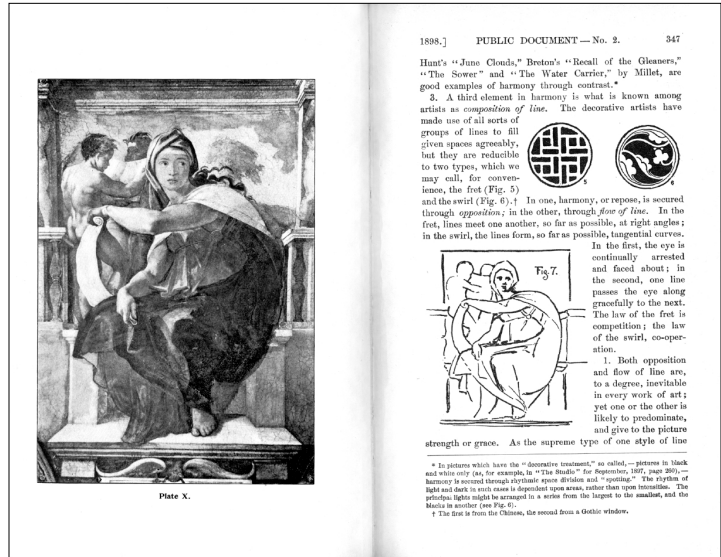 Plate X.
1898.] PUBLIC DOCUMENT — No. 2. 347
Hunt's “June Clouds,” Breton's “Recall of the Gleaners,”
“The Sower” and “The Water Carrier,” by Millet, are
good examples of harmony through contrast.*
3. A third element in harmony is what is known among
artists as composition of line. The decorative artists have
made use of all sorts of
groups of lines to fill
given spaces agreeably,
but they are reducible
to two types, which we
may call, for conven-
ience, the fret (Fig. 5)
5
6
and the swirl (Fig. 6).† In one, harmony, or repose, is secured
through opposition; in the other, through flow of line. In the
fret, lines meet one another, so far as possible, at right angles;
in the swirl, the lines form, so far as possible, tangential curves.
Fig. 7.
In the first, the eye is
continually arrested
and faced about; in
the second, one line
passes the eye along
gracefully to the next.
The law of the fret is
competition; the law
of the swirl, co-oper-
ation.
1. Both opposition
and flow of line are,
to a degree, inevitable
in every work of art;
yet one or the other is
likely to predominate,
and give to the picture
strength or grace. As the supreme type of one style of line
* In pictures which have the “decorative treatment,” so called,— pictures in black
and white only (as, for example, in “The Studio” for September, 1897, page 260),—
harmony is secured through rhythmic space division and “spotting.” The rhythm of
light and dark in such cases is dependent upon areas, rather than upon intensities. The
principal lights might be arranged in a series from the largest to the smallest, and the
blacks in another (see Fig. 6).
† The first is from the Chinese, the second from a Gothic window.